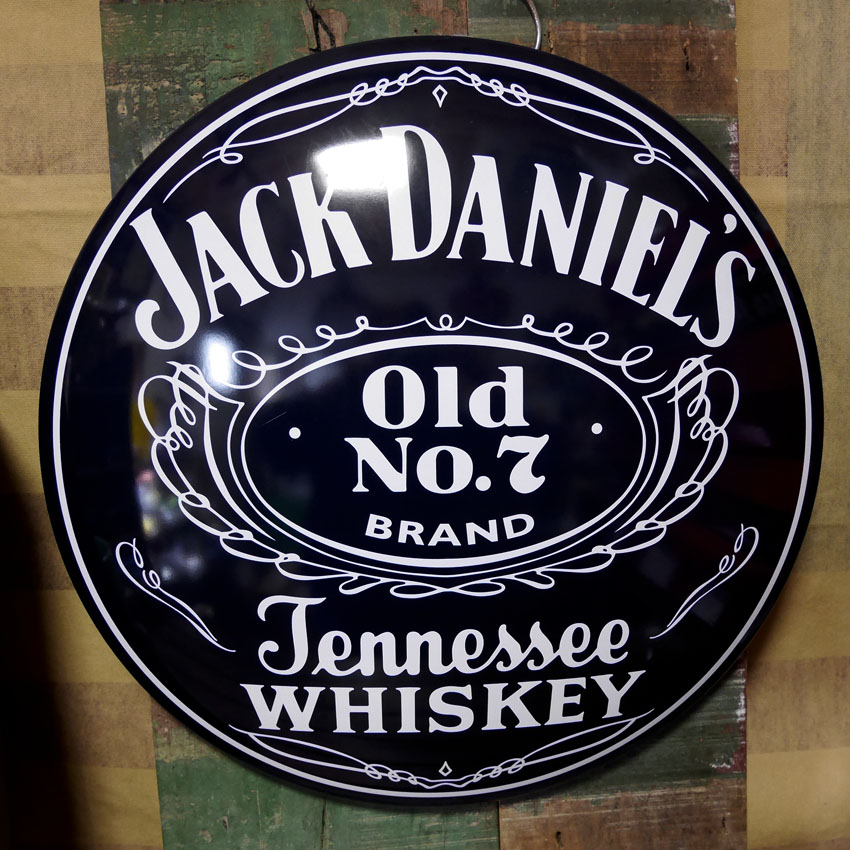 JACK DANIEL'S
Old
No.7
BRAND
Tennessee
WHISKEY